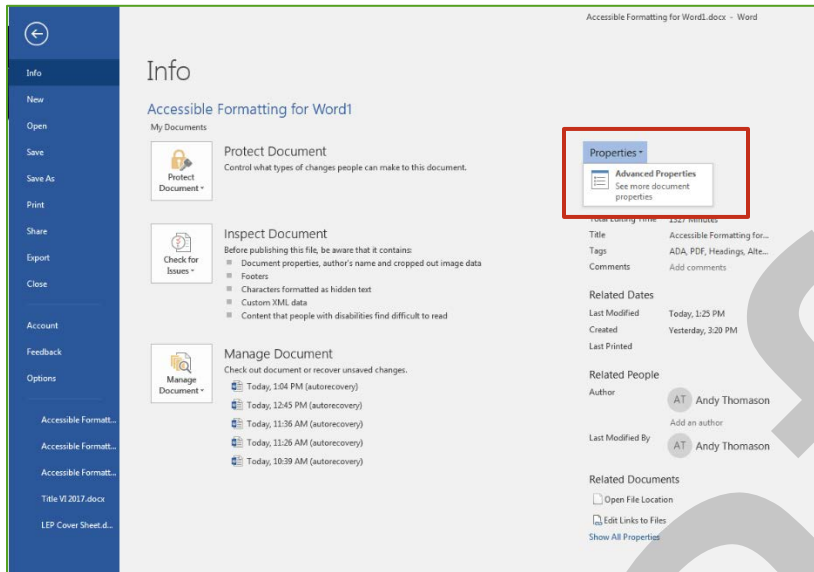 Accessible Formatting for Word1.docx - Word
Info
New
Open
Save
Save As
Print
Share
Export
Close
Account
Feedback
Options
Accessible Formatt...
Accessible Formatt...
Accessible Formatt...
Title VI 2017.docx
LEP Cover Sheet.d...
Info
Accessible Formatting for Word1
My Documents
Protect Document
Protect Document
Control what types of changes people can make to this document.
Check for Issues
Inspect Document
Before publishing this file, be aware that it contains:
Document properties, author's name and cropped out image data
Footers
Characters formatted as hidden text
Custom XML data
Content that people with disabilities find difficult to read
Manage Document
Manage Document
Check out document or recover unsaved changes.
Today, 1:04 PM (autorecovery)
Today, 12:45 PM (autorecovery)
Today, 11:36 AM (autorecovery)
Today, 11:26 AM (autorecovery)
Today, 10:39 AM (autorecovery)
Properties
Advanced Properties
See more document
properties
Total Editing Time 1327 Minutes
Title Accessible Formatting for...
Tags ADA, PDF, Headings, Alte...
Comments Add comments
Related Dates
Last Modified Today, 1:25 PM
Created Yesterday, 3:20 PM
Last Printed
Related People
Author AT Andy Thomason
Add an author
Last Modified By AT Andy Thomason
Related Documents
Open File Location
Edit Links to Files
Show All Properties